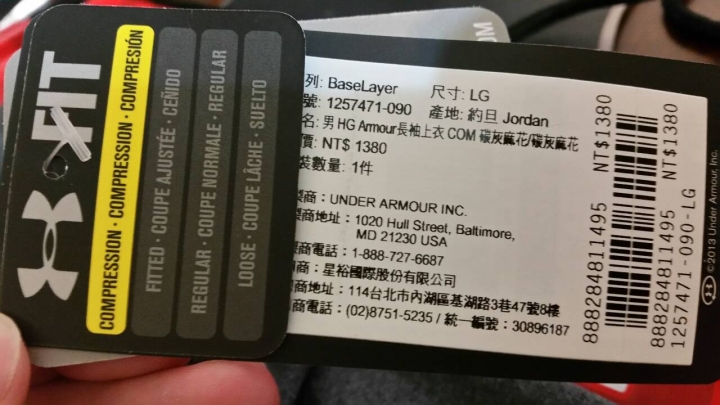 FIT
COMPRESSION · COMPRESSION · COMPRESIÓN
FITTED · COUPE AJUSTÉE · CEÑIDO
REGULAR · COUPE NORMALE · REGULAR
LOOSE · COUPE LÂCHE · SUELTO
列: BaseLayer 尺寸: LG
號: 1257471-090 產地: 約旦 Jordan
名: 男 HG Armour長袖上衣 COM 碳灰麻花/碳灰麻花
價: NT$ 1380
裝數量: 1件
製商：UNDER ARMOUR INC.
製商地址：1020 Hull Street, Baltimore,
MD 21230 USA
商電話：1-888-727-6687
商：星裕國際股份有限公司
商地址：114台北市內湖區基湖路3巷47號8樓
商電話：(02)8751-5235 / 統一編號：30896187
888284811495 NT$1380
888284811495 NT$1380
1257471-090-LG
©2013 Under Armour, Inc.
OM